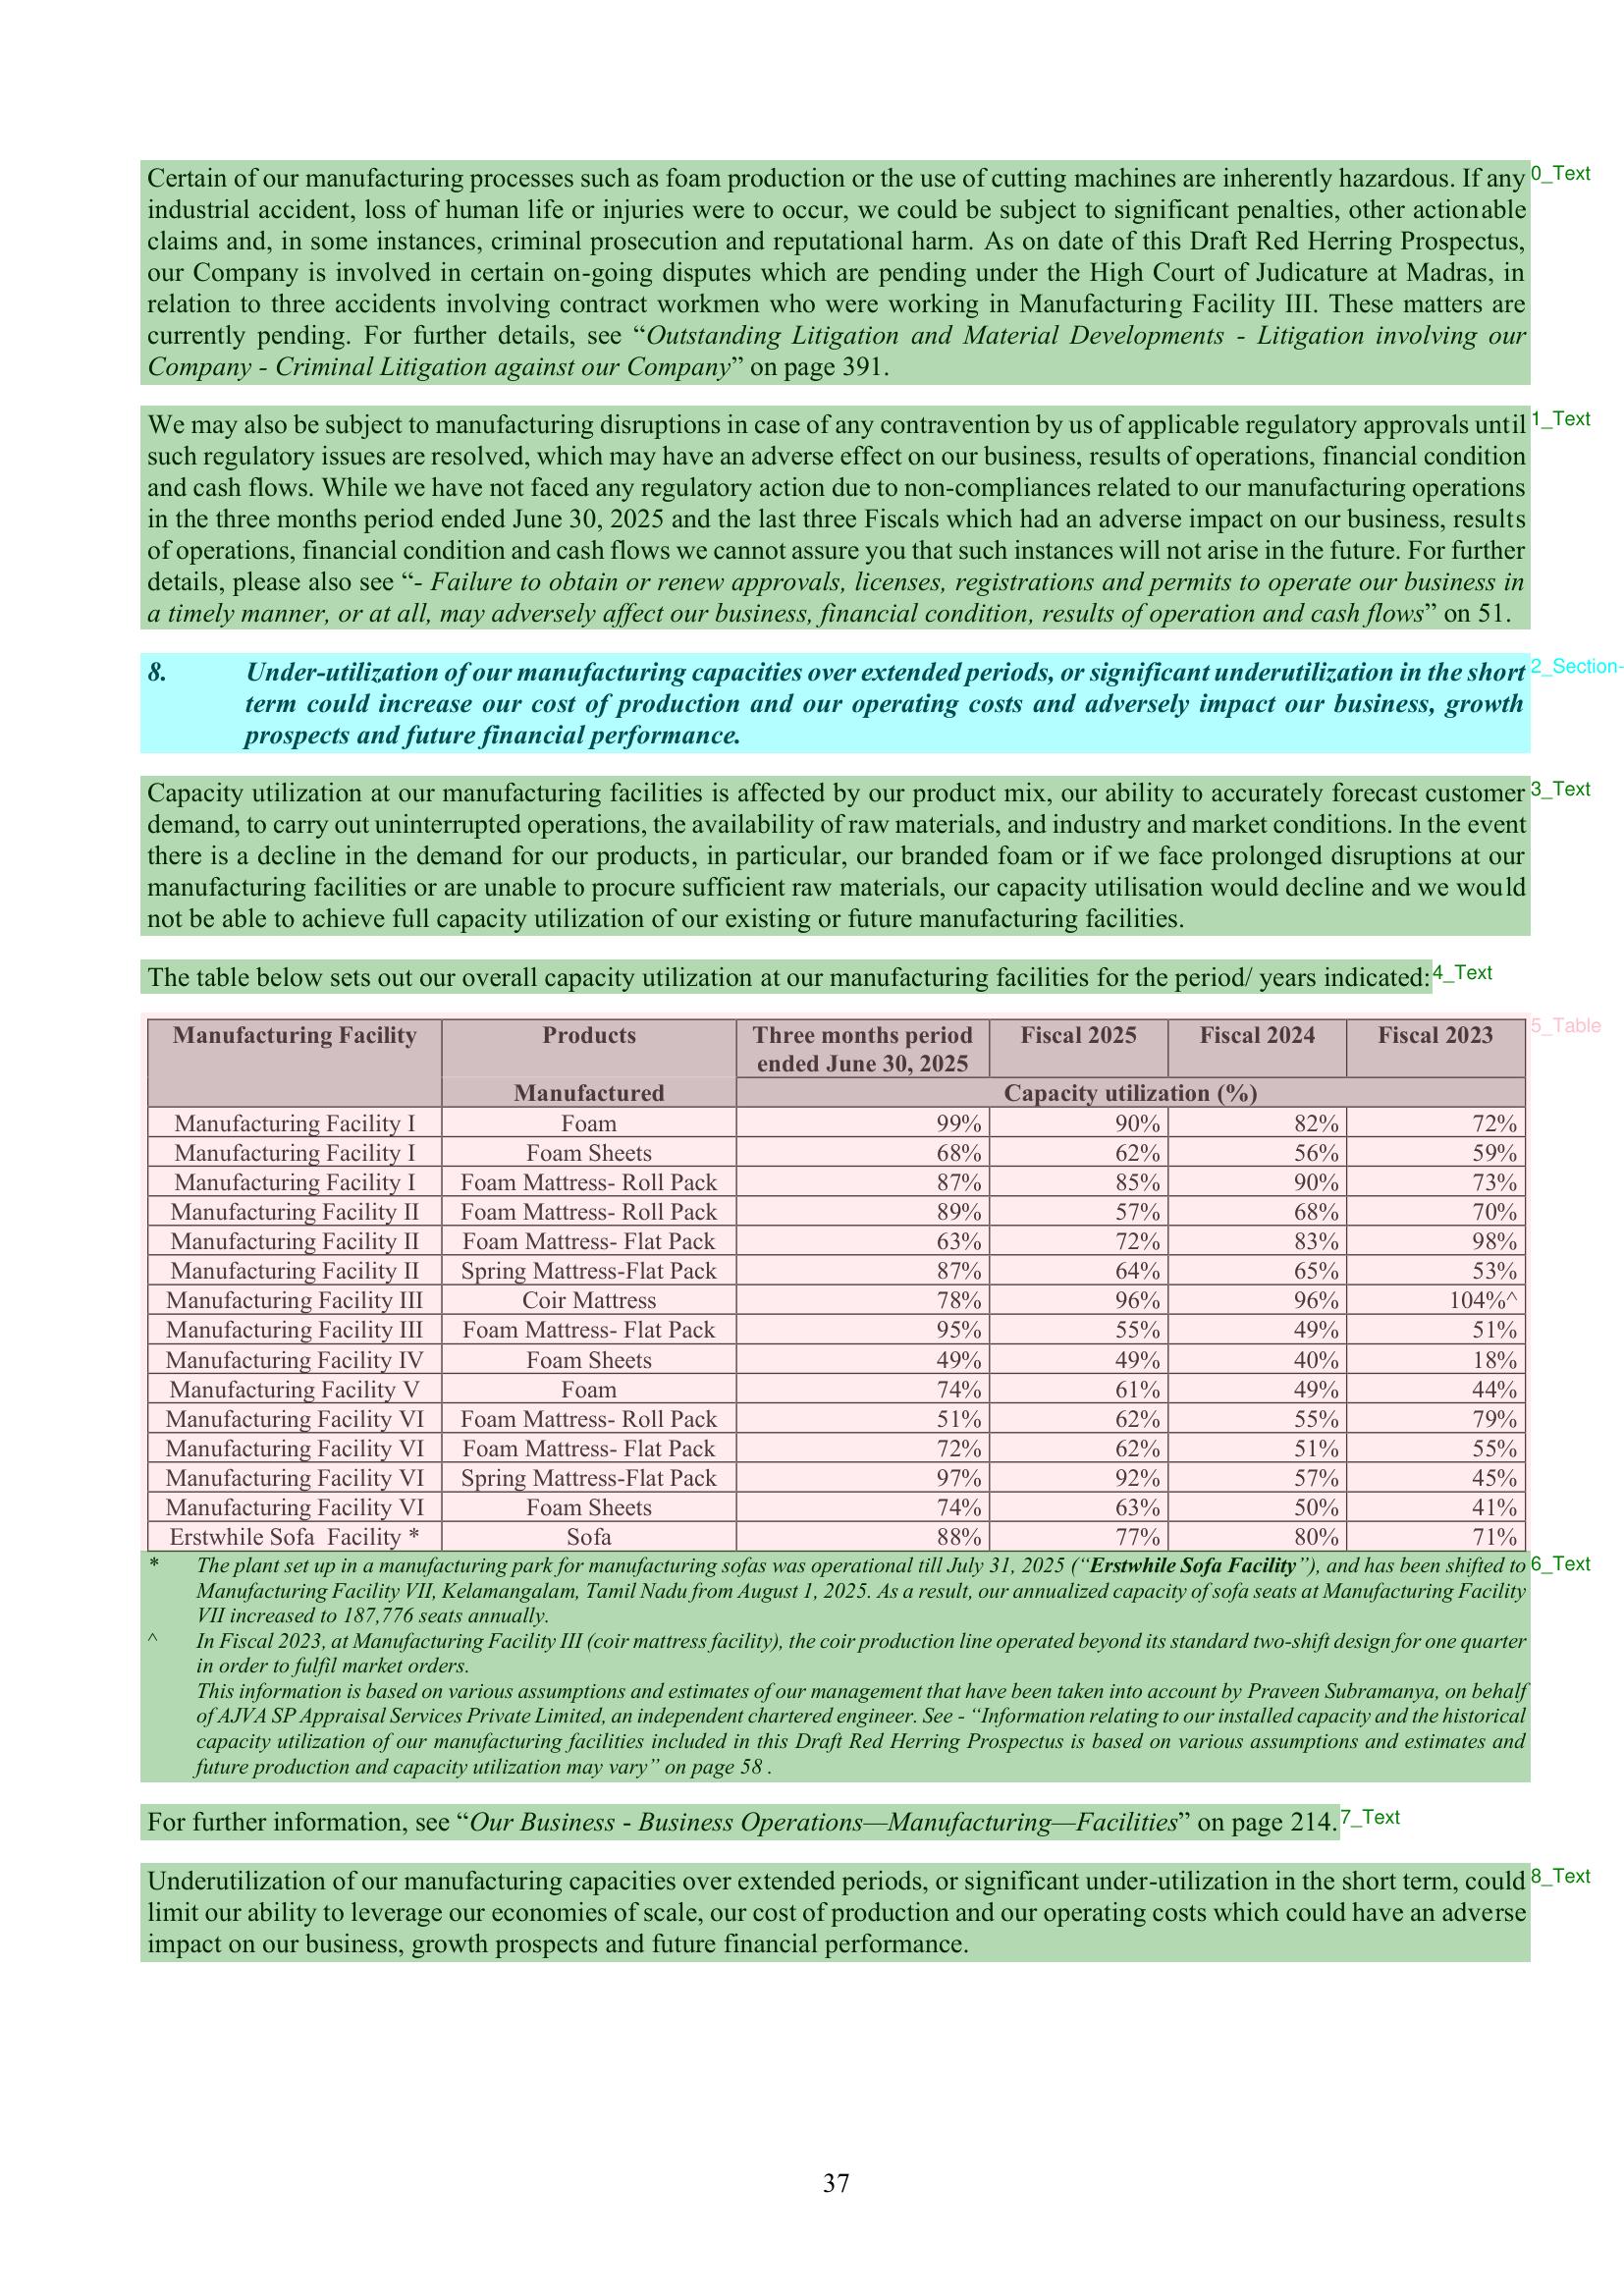 Certain of our manufacturing processes such as foam production or the use of cutting machines are inherently hazardous. If any 0_Text
industrial accident, loss of human life or injuries were to occur, we could be subject to significant penalties, other actionable
claims and, in some instances, criminal prosecution and reputational harm. As on date of this Draft Red Herring Prospectus,
our Company is involved in certain on-going disputes which are pending under the High Court of Judicature at Madras, in
relation to three accidents involving contract workmen who were working in Manufacturing Facility III. These matters are
currently pending. For further details, see “Outstanding Litigation and Material Developments - Litigation involving our
Company - Criminal Litigation against our Company” on page 391.
We may also be subject to manufacturing disruptions in case of any contravention by us of applicable regulatory approvals until 1_Text
such regulatory issues are resolved, which may have an adverse effect on our business, results of operations, financial condition
and cash flows. While we have not faced any regulatory action due to non-compliances related to our manufacturing operations
in the three months period ended June 30, 2025 and the last three Fiscals which had an adverse impact on our business, results
of operations, financial condition and cash flows we cannot assure you that such instances will not arise in the future. For further
details, please also see “- Failure to obtain or renew approvals, licenses, registrations and permits to operate our business in
a timely manner, or at all, may adversely affect our business, financial condition, results of operation and cash flows” on 51.
8. Under-utilization of our manufacturing capacities over extended periods, or significant underutilization in the short 2_Section-
term could increase our cost of production and our operating costs and adversely impact our business, growth
prospects and future financial performance.
Capacity utilization at our manufacturing facilities is affected by our product mix, our ability to accurately forecast customer 3_Text
demand, to carry out uninterrupted operations, the availability of raw materials, and industry and market conditions. In the event
there is a decline in the demand for our products, in particular, our branded foam or if we face prolonged disruptions at our
manufacturing facilities or are unable to procure sufficient raw materials, our capacity utilisation would decline and we would
not be able to achieve full capacity utilization of our existing or future manufacturing facilities.
The table below sets out our overall capacity utilization at our manufacturing facilities for the period/ years indicated: 4_Text
Manufacturing Facility Products Three months period Fiscal 2025 Fiscal 2024 Fiscal 2023 5_Table
ended June 30, 2025
Manufactured Capacity utilization (%)
Manufacturing Facility I Foam 99% 90% 82% 72%
Manufacturing Facility I Foam Sheets 68% 62% 56% 59%
Manufacturing Facility I Foam Mattress- Roll Pack 87% 85% 90% 73%
Manufacturing Facility II Foam Mattress- Roll Pack 89% 57% 68% 70%
Manufacturing Facility II Foam Mattress- Flat Pack 63% 72% 83% 98%
Manufacturing Facility II Spring Mattress-Flat Pack 87% 64% 65% 53%
Manufacturing Facility III Coir Mattress 78% 96% 96% 104%^
Manufacturing Facility III Foam Mattress- Flat Pack 95% 55% 49% 51%
Manufacturing Facility IV Foam Sheets 49% 49% 40% 18%
Manufacturing Facility V Foam 74% 61% 49% 44%
Manufacturing Facility VI Foam Mattress- Roll Pack 51% 62% 55% 79%
Manufacturing Facility VI Foam Mattress- Flat Pack 72% 62% 51% 55%
Manufacturing Facility VI Spring Mattress-Flat Pack 97% 92% 57% 45%
Manufacturing Facility VI Foam Sheets 74% 63% 50% 41%
Erstwhile Sofa Facility * Sofa 88% 77% 80% 71%
* The plant set up in a manufacturing park for manufacturing sofas was operational till July 31, 2025 (“Erstwhile Sofa Facility”), and has been shifted to 6_Text
Manufacturing Facility VII, Kelamangalam, Tamil Nadu from August 1, 2025. As a result, our annualized capacity of sofa seats at Manufacturing Facility
VII increased to 187,776 seats annually.
^ In Fiscal 2023, at Manufacturing Facility III (coir mattress facility), the coir production line operated beyond its standard two-shift design for one quarter
in order to fulfil market orders.
This information is based on various assumptions and estimates of our management that have been taken into account by Praveen Subramanya, on behalf
of AJVA SP Appraisal Services Private Limited, an independent chartered engineer. See - “Information relating to our installed capacity and the historical
capacity utilization of our manufacturing facilities included in this Draft Red Herring Prospectus is based on various assumptions and estimates and
future production and capacity utilization may vary” on page 58 .
For further information, see “Our Business - Business Operations—Manufacturing—Facilities” on page 214. 7_Text
Underutilization of our manufacturing capacities over extended periods, or significant under-utilization in the short term, could 8_Text
limit our ability to leverage our economies of scale, our cost of production and our operating costs which could have an adverse
impact on our business, growth prospects and future financial performance.
37